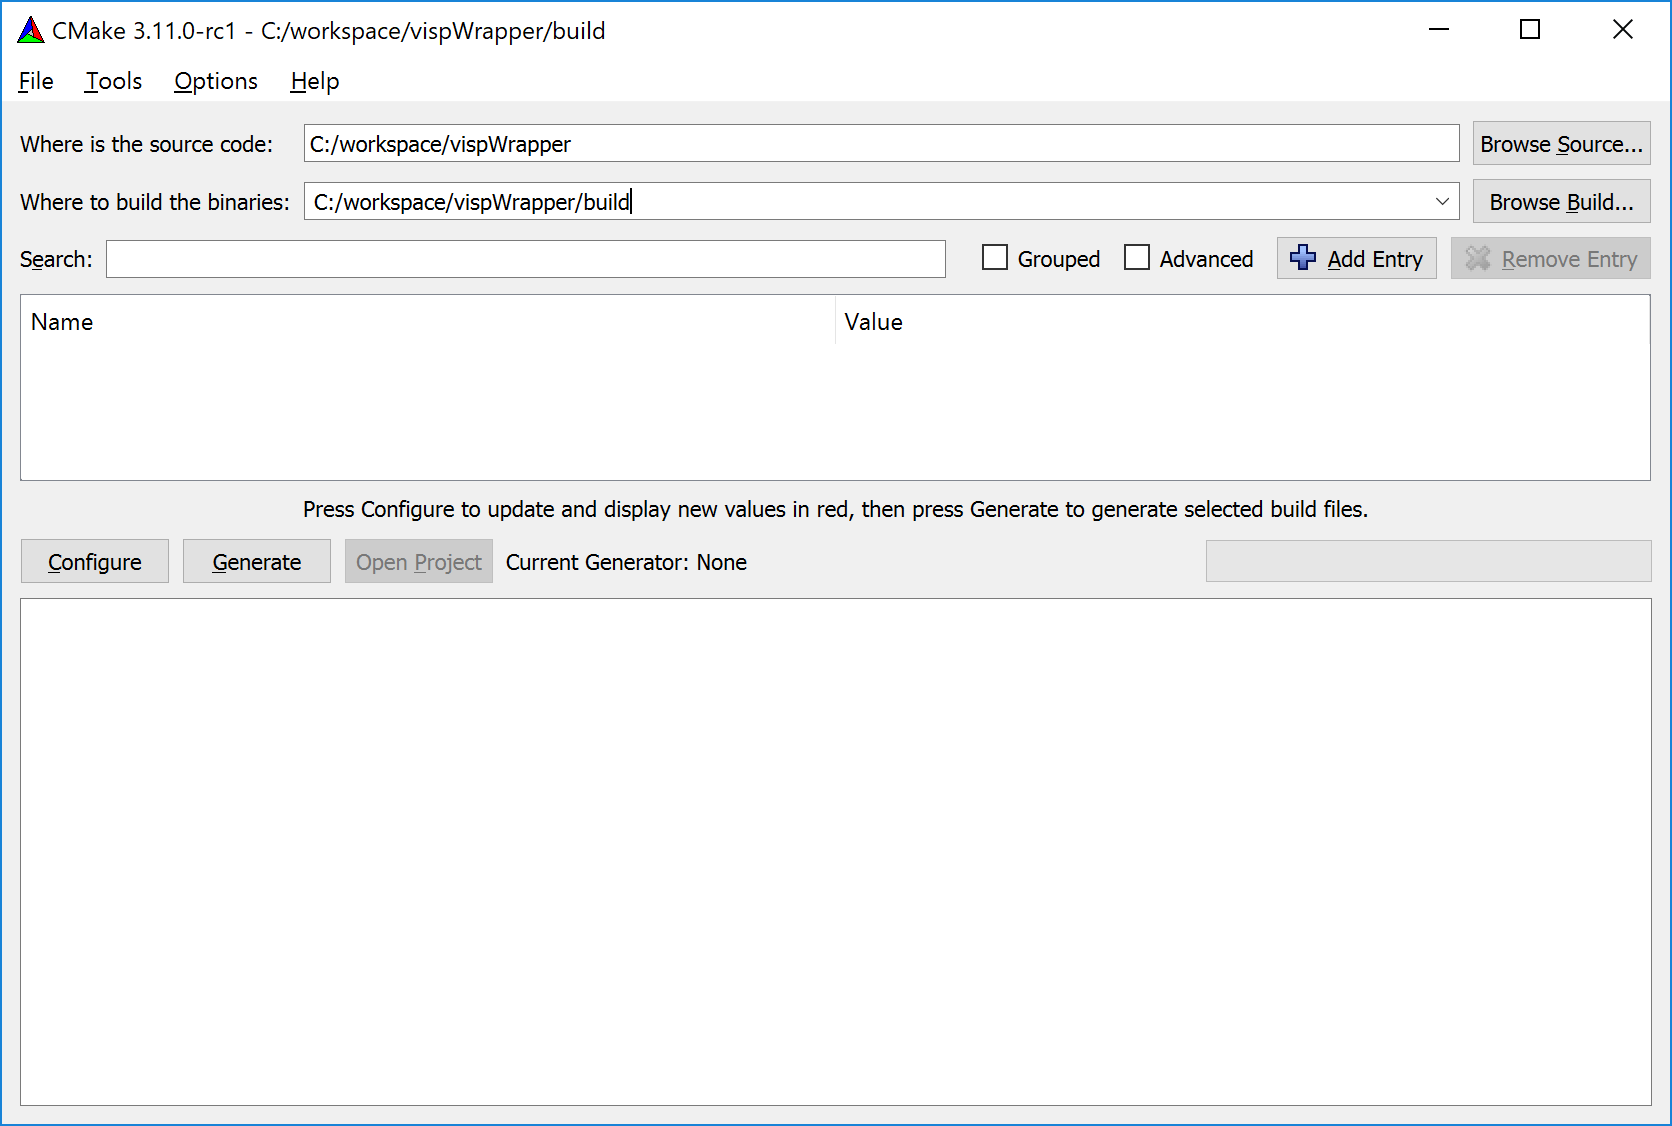 CMake 3.11.0-rc1 - C:/workspace/vispWrapper/build
File Tools Options Help
Where is the source code: C:/workspace/vispWrapper Browse Source...
Where to build the binaries: C:/workspace/vispWrapper/build Browse Build...
Search: Grouped Advanced Add Entry Remove Entry
Name Value
Press Configure to update and display new values in red, then press Generate to generate selected build files.
Configure Generate Open Project Current Generator: None